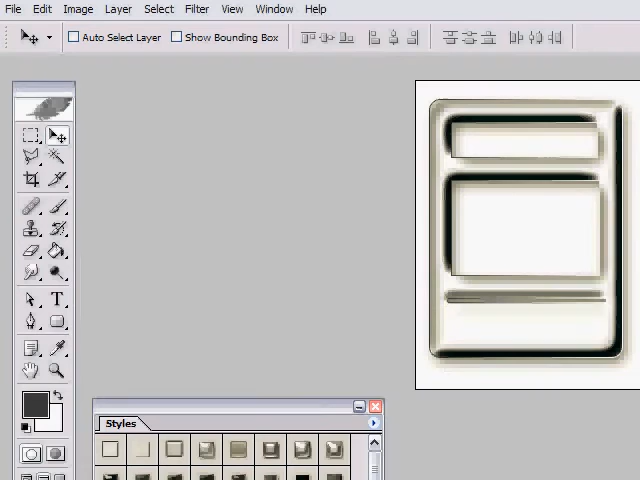 File Edit Image Layer Select Filter View Window Help
Auto Select Layer Show Bounding Box
T
Styles